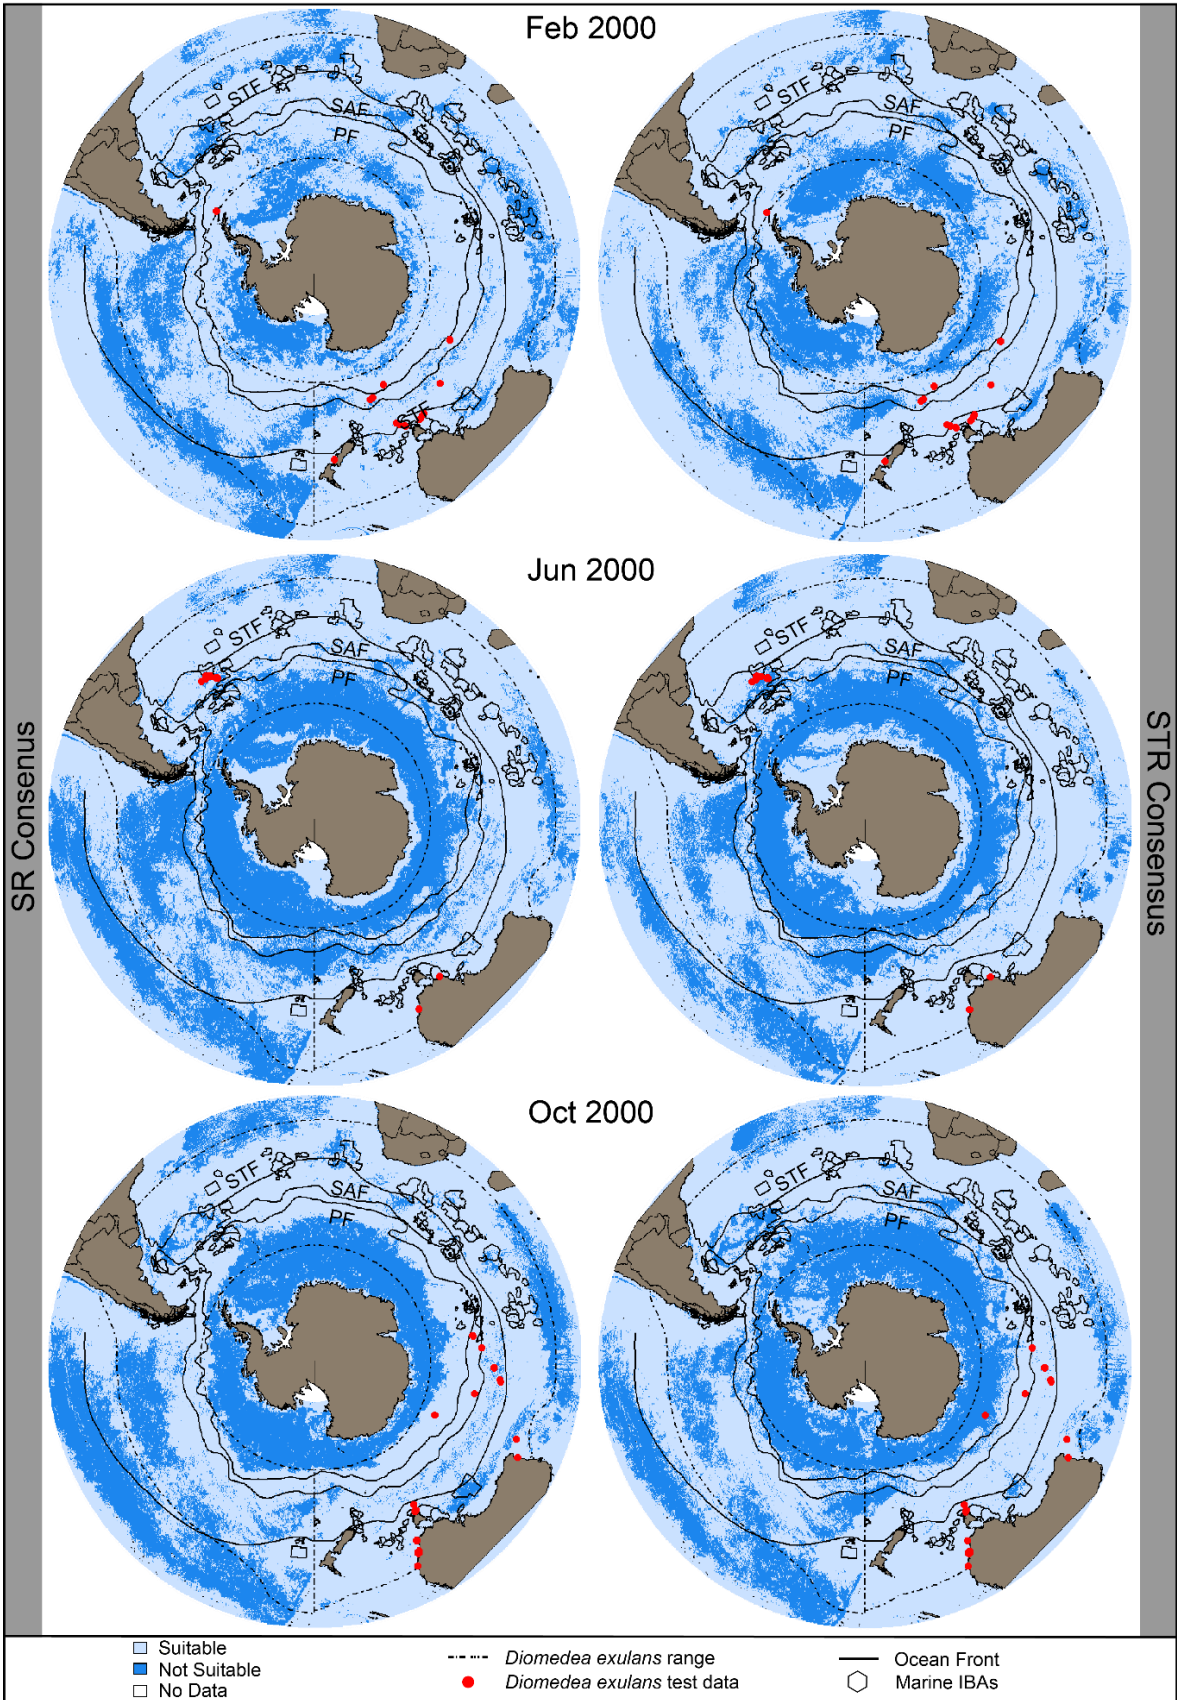 Feb 2000
STF
SAF
PF
STF
STF
SAF
PF
Jun 2000
STF
SAF
PF
STF
SAF
PF
Oct 2000
STF
SAF
PF
STF
SAF
PF
SR Consenus
STR Consensus
Suitable
Not Suitable
No Data
Diomedea exulans range
Diomedea exulans test data
Ocean Front
Marine IBAs